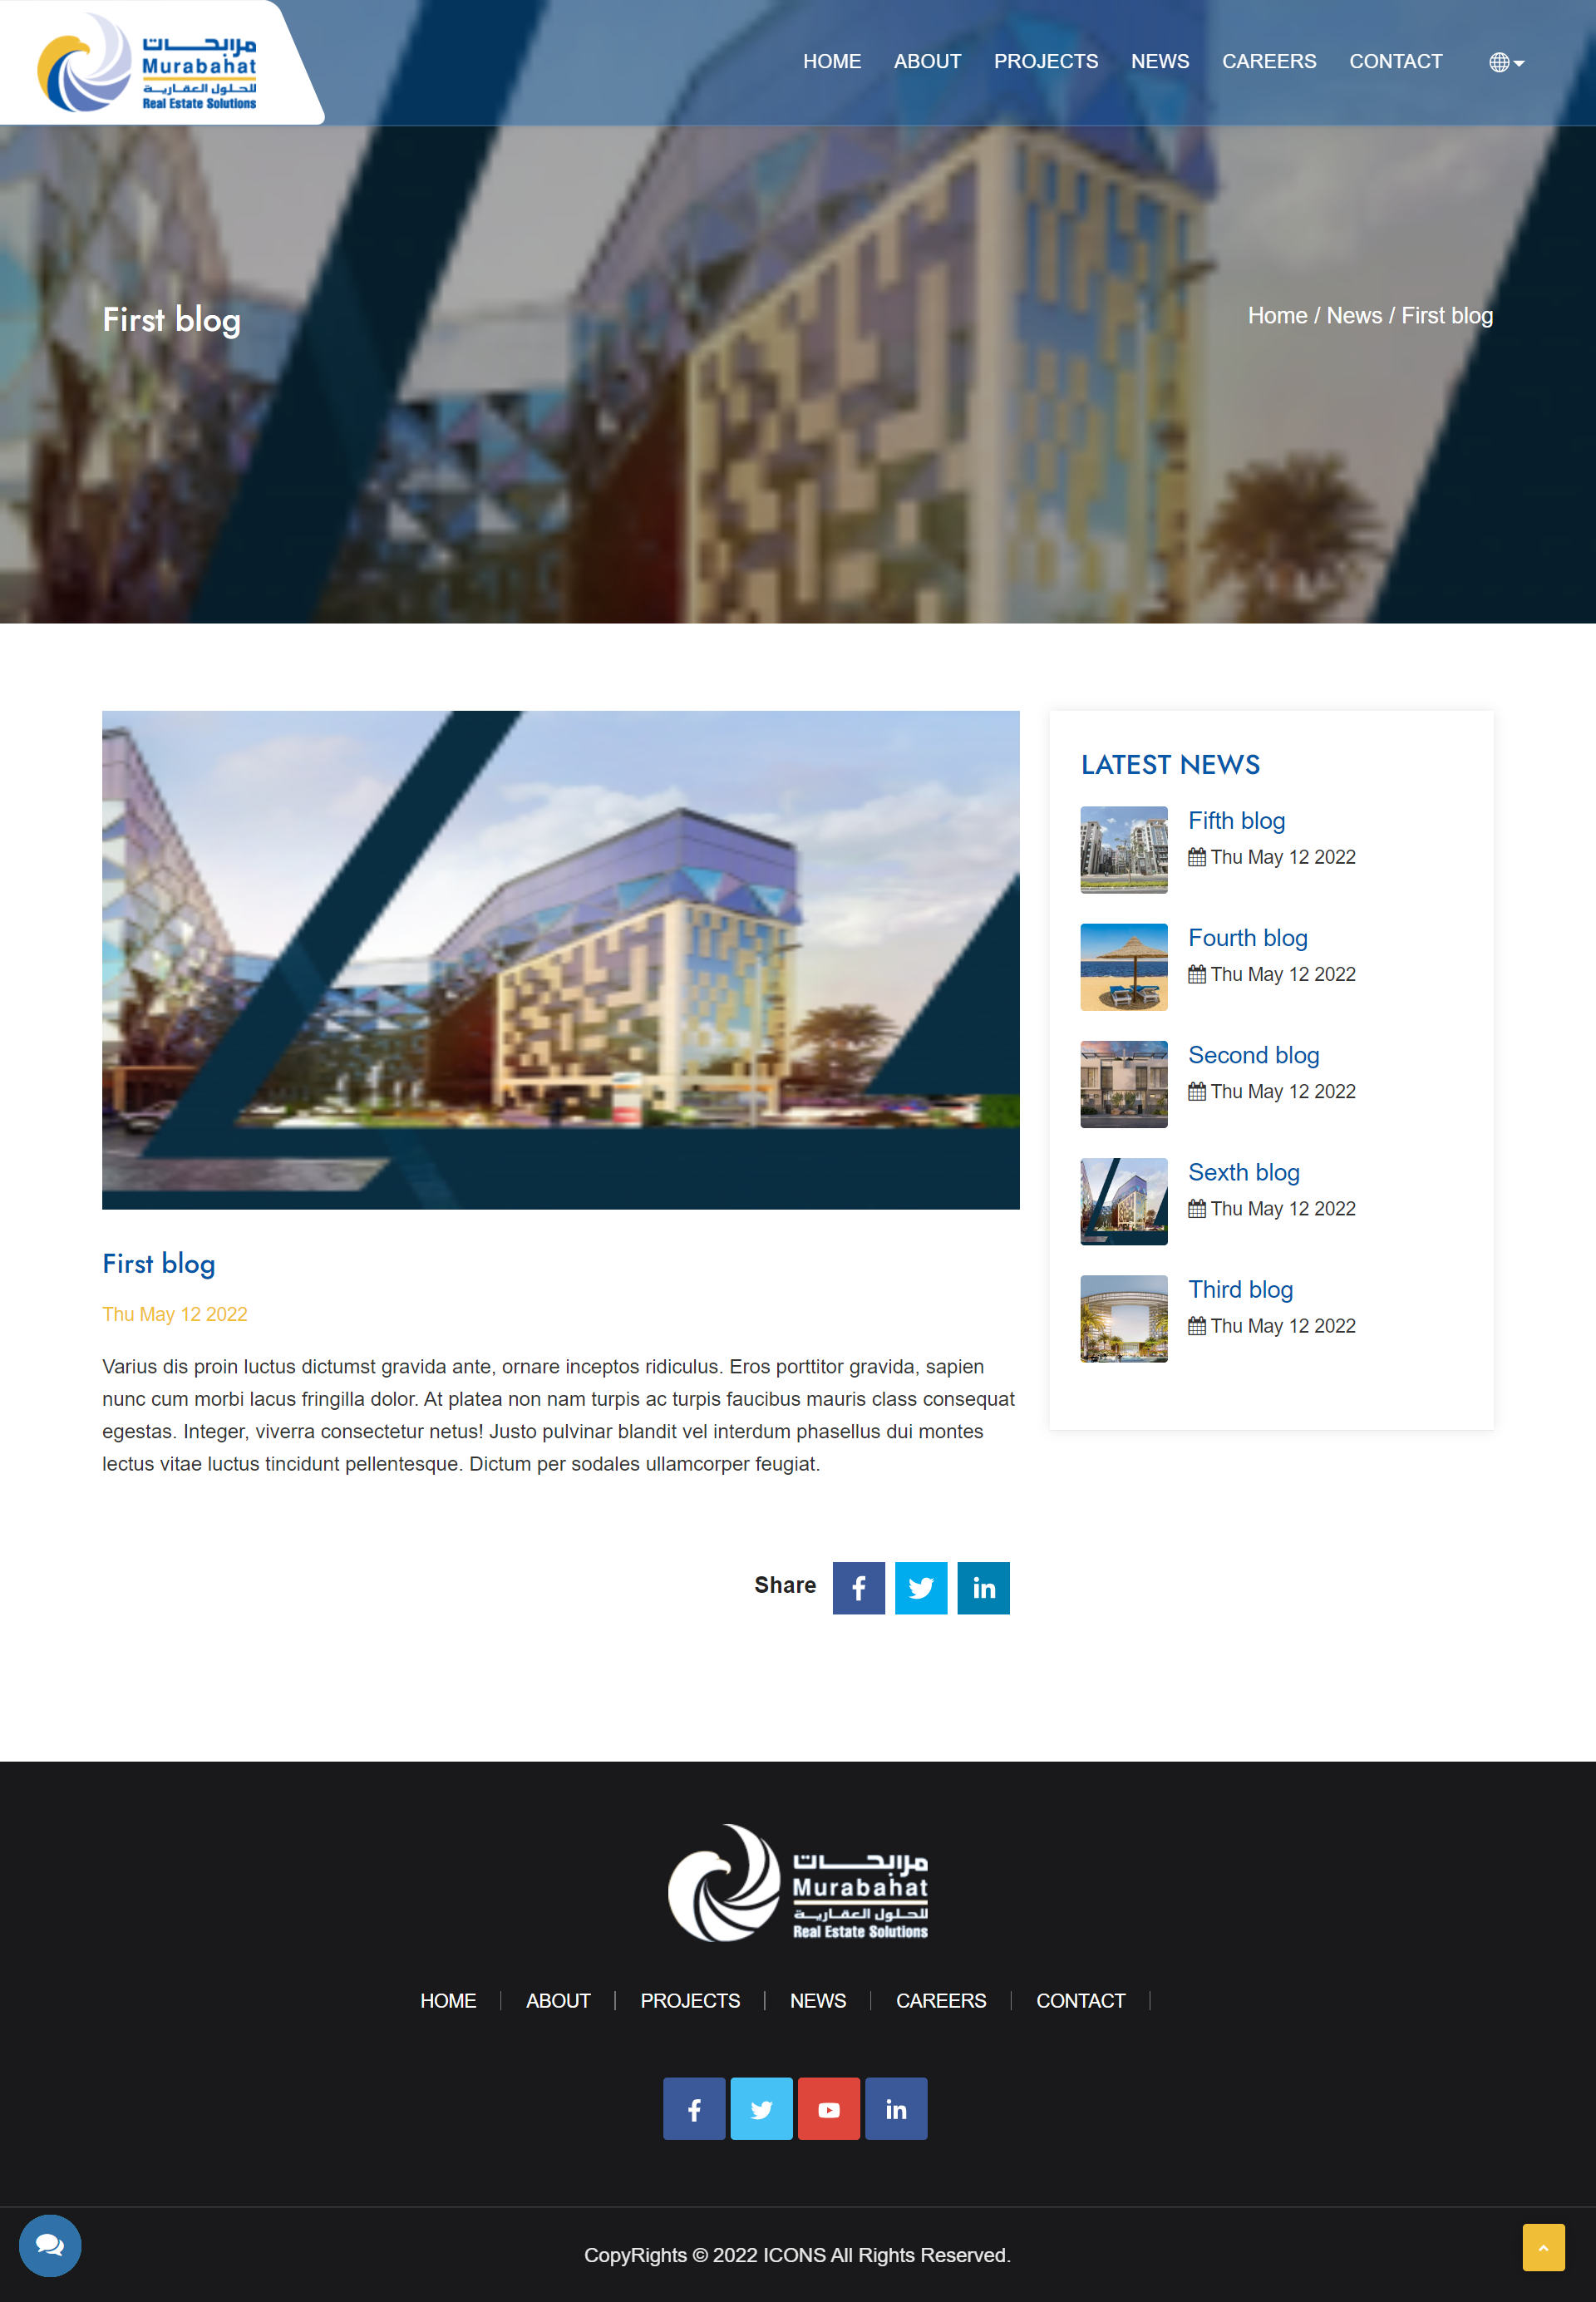 مرابحات
Murabahat
للحلول العقارية
Real Estate Solutions
HOME ABOUT PROJECTS NEWS CAREERS CONTACT
First blog
Home / News / First blog
LATEST NEWS
Fifth blog
Thu May 12 2022
Fourth blog
Thu May 12 2022
Second blog
Thu May 12 2022
Sexth blog
Thu May 12 2022
Third blog
Thu May 12 2022
First blog
Thu May 12 2022
Varius dis proin luctus dictumst gravida ante, ornare inceptos ridiculus. Eros porttitor gravida, sapien
nunc cum morbi lacus fringilla dolor. At platea non nam turpis ac turpis faucibus mauris class consequat
egestas. Integer, viverra consectetur netus! Justo pulvinar blandit vel interdum phasellus dui montes
lectus vitae luctus tincidunt pellentesque. Dictum per sodales ullamcorper feugiat.
Share
مرابحات
Murabahat
للحلول العقارية
Real Estate Solutions
HOME ABOUT PROJECTS NEWS CAREERS CONTACT
CopyRights © 2022 ICONS All Rights Reserved.